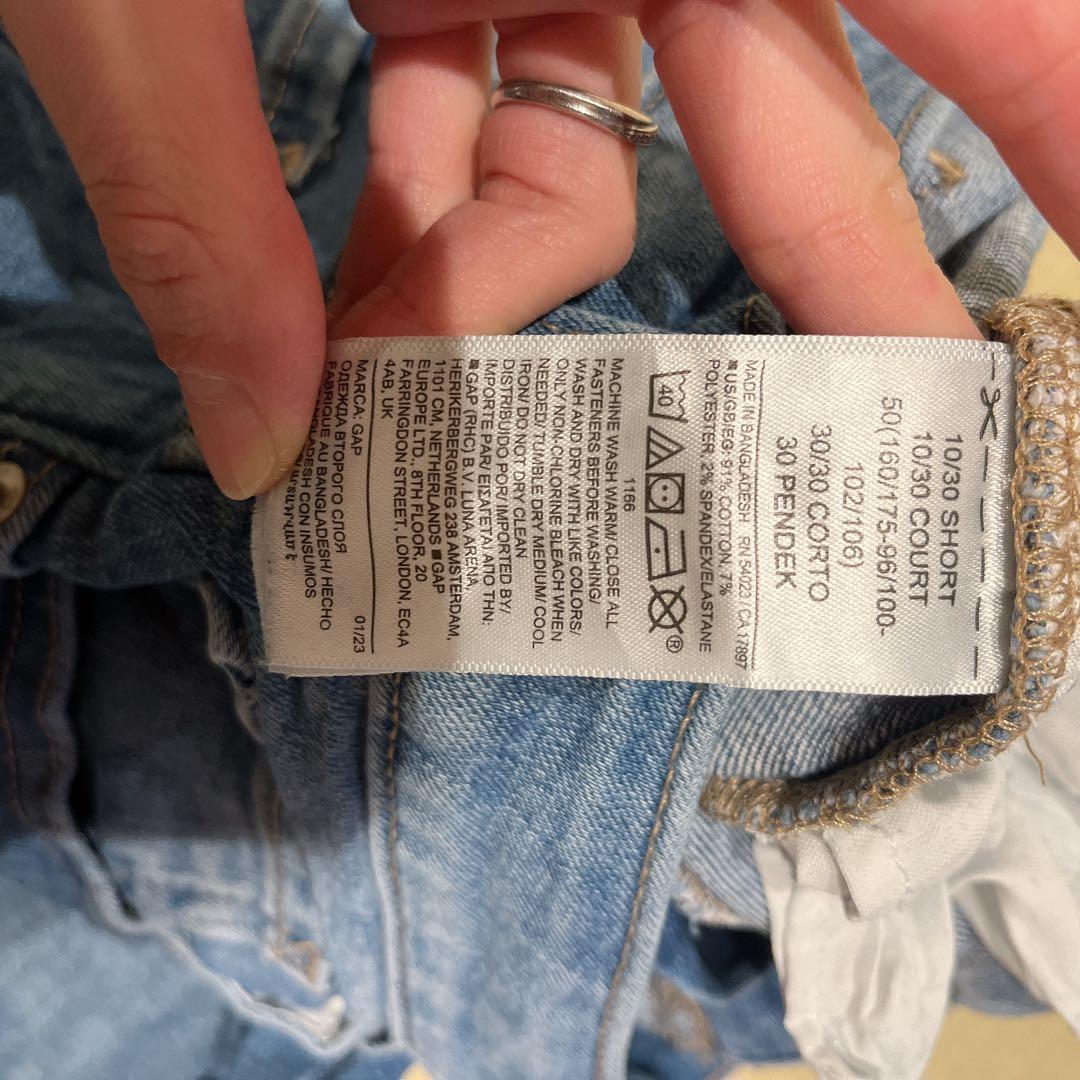 10/30 SHORT
10/30 COURT
50(160/175-96/100-
102/106)
30/30 CORTO
30 PENDEK
MADE IN BANGLADESH RN 54023 CA 17897
■US/GB/EG: 91% COTTON, 7%
POLYESTER, 2% SPANDEX/ELASTANE
40
®
1166
MACHINE WASH WARM/ CLOSE ALL
FASTENERS BEFORE WASHING/
WASH AND DRY WITH LIKE COLORS/
ONLY NON-CHLORINE BLEACH WHEN
NEEDED/ TUMBLE DRY MEDIUM/ COOL
IRON/ DO NOT DRY CLEAN
DISTRIBUIDO POR/ IMPORTED BY/
IMPORTE PAR/ ΕΙΣΑΓΕΤΑΙ ΑΠΟ ΤΗΝ:
■GAP (RHC) B.V. LUNA ARENA,
HERIKERBERGWEG 238 AMSTERDAM,
1101 CM, NETHERLANDS ■GAP
EUROPE LTD., 8TH FLOOR, 20
FARRINGDON STREET, LONDON, EC4A
4AB, UK
01/23
MARCA: GAP
ОДЕЖДА ВТОРОГО СЛОЯ
FABRIQUE AU BANGLADESH/ HECHO
CON INSUMOS